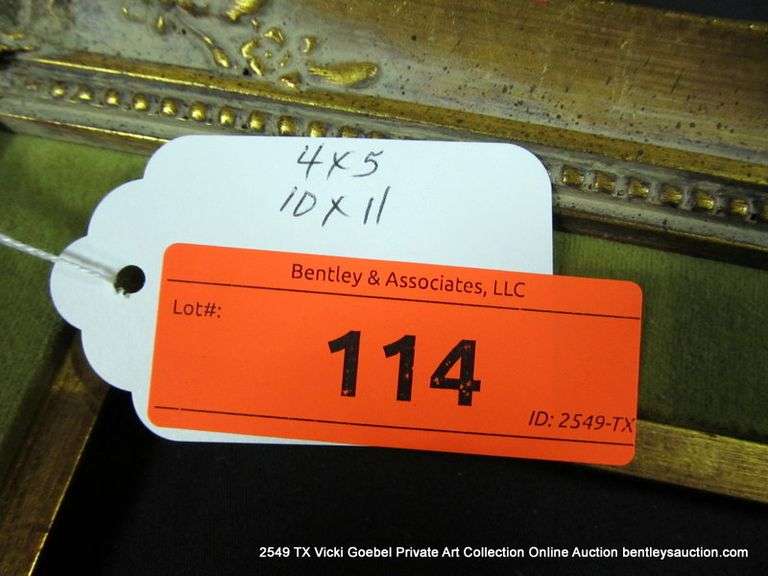 4x5
10x11
Bentley & Associates, LLC
Lot#:
114
ID: 2549-TX
2549 TX Vicki Goebel Private Art Collection Online Auction bentleysauction.com